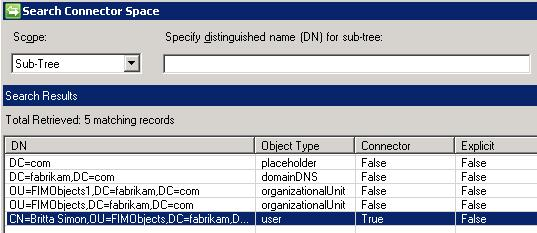 Search Connector Space
Scope: Specify distinguished name (DN) for sub-tree:
Sub-Tree
Search Results
Total Retrieved: 5 matching records
DN Object Type Connector Explicit
DC=com placeholder False False
DC=fabrikam,DC=com domainDNS False False
OU=FIMObjects1,DC=fabrikam,DC=com organizationalUnit False False
OU=FIMObjects,DC=fabrikam,DC=com organizationalUnit False False
CN=Britta Simon,OU=FIMObjects,DC=fabrikam,D... user True False